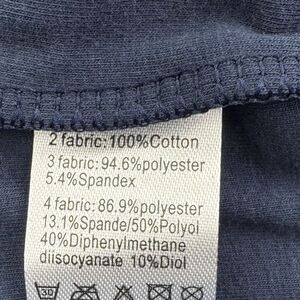 2 fabric:100%Cotton
3 fabric: 94.6%polyester
5.4%Spandex
4 fabric: 86.9%polyester
13.1%Spande/50%Polyol
40%Diphenylmethane
diisocyanate 10%Diol
30